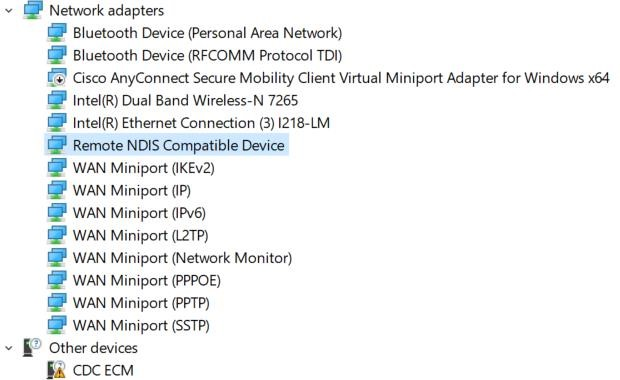 Network adapters
Bluetooth Device (Personal Area Network)
Bluetooth Device (RFCOMM Protocol TDI)
Cisco AnyConnect Secure Mobility Client Virtual Miniport Adapter for Windows x64
Intel(R) Dual Band Wireless-N 7265
Intel(R) Ethernet Connection (3) I218-LM
Remote NDIS Compatible Device
WAN Miniport (IKEv2)
WAN Miniport (IP)
WAN Miniport (IPv6)
WAN Miniport (L2TP)
WAN Miniport (Network Monitor)
WAN Miniport (PPPOE)
WAN Miniport (PPTP)
WAN Miniport (SSTP)
Other devices
CDC ECM